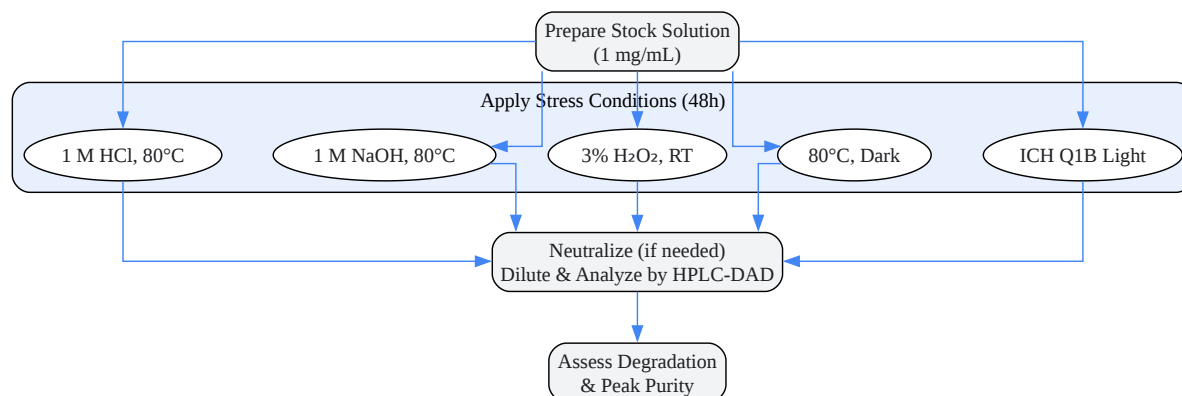 Prepare Stock Solution
(1 mg/mL)
Apply Stress Conditions (48h)
1 M HCl, 80°C
1 M NaOH, 80°C
3% H₂O₂, RT
80°C, Dark
ICH Q1B Light
Neutralize (if needed)
Dilute & Analyze by HPLC-DAD
Assess Degradation
& Peak Purity